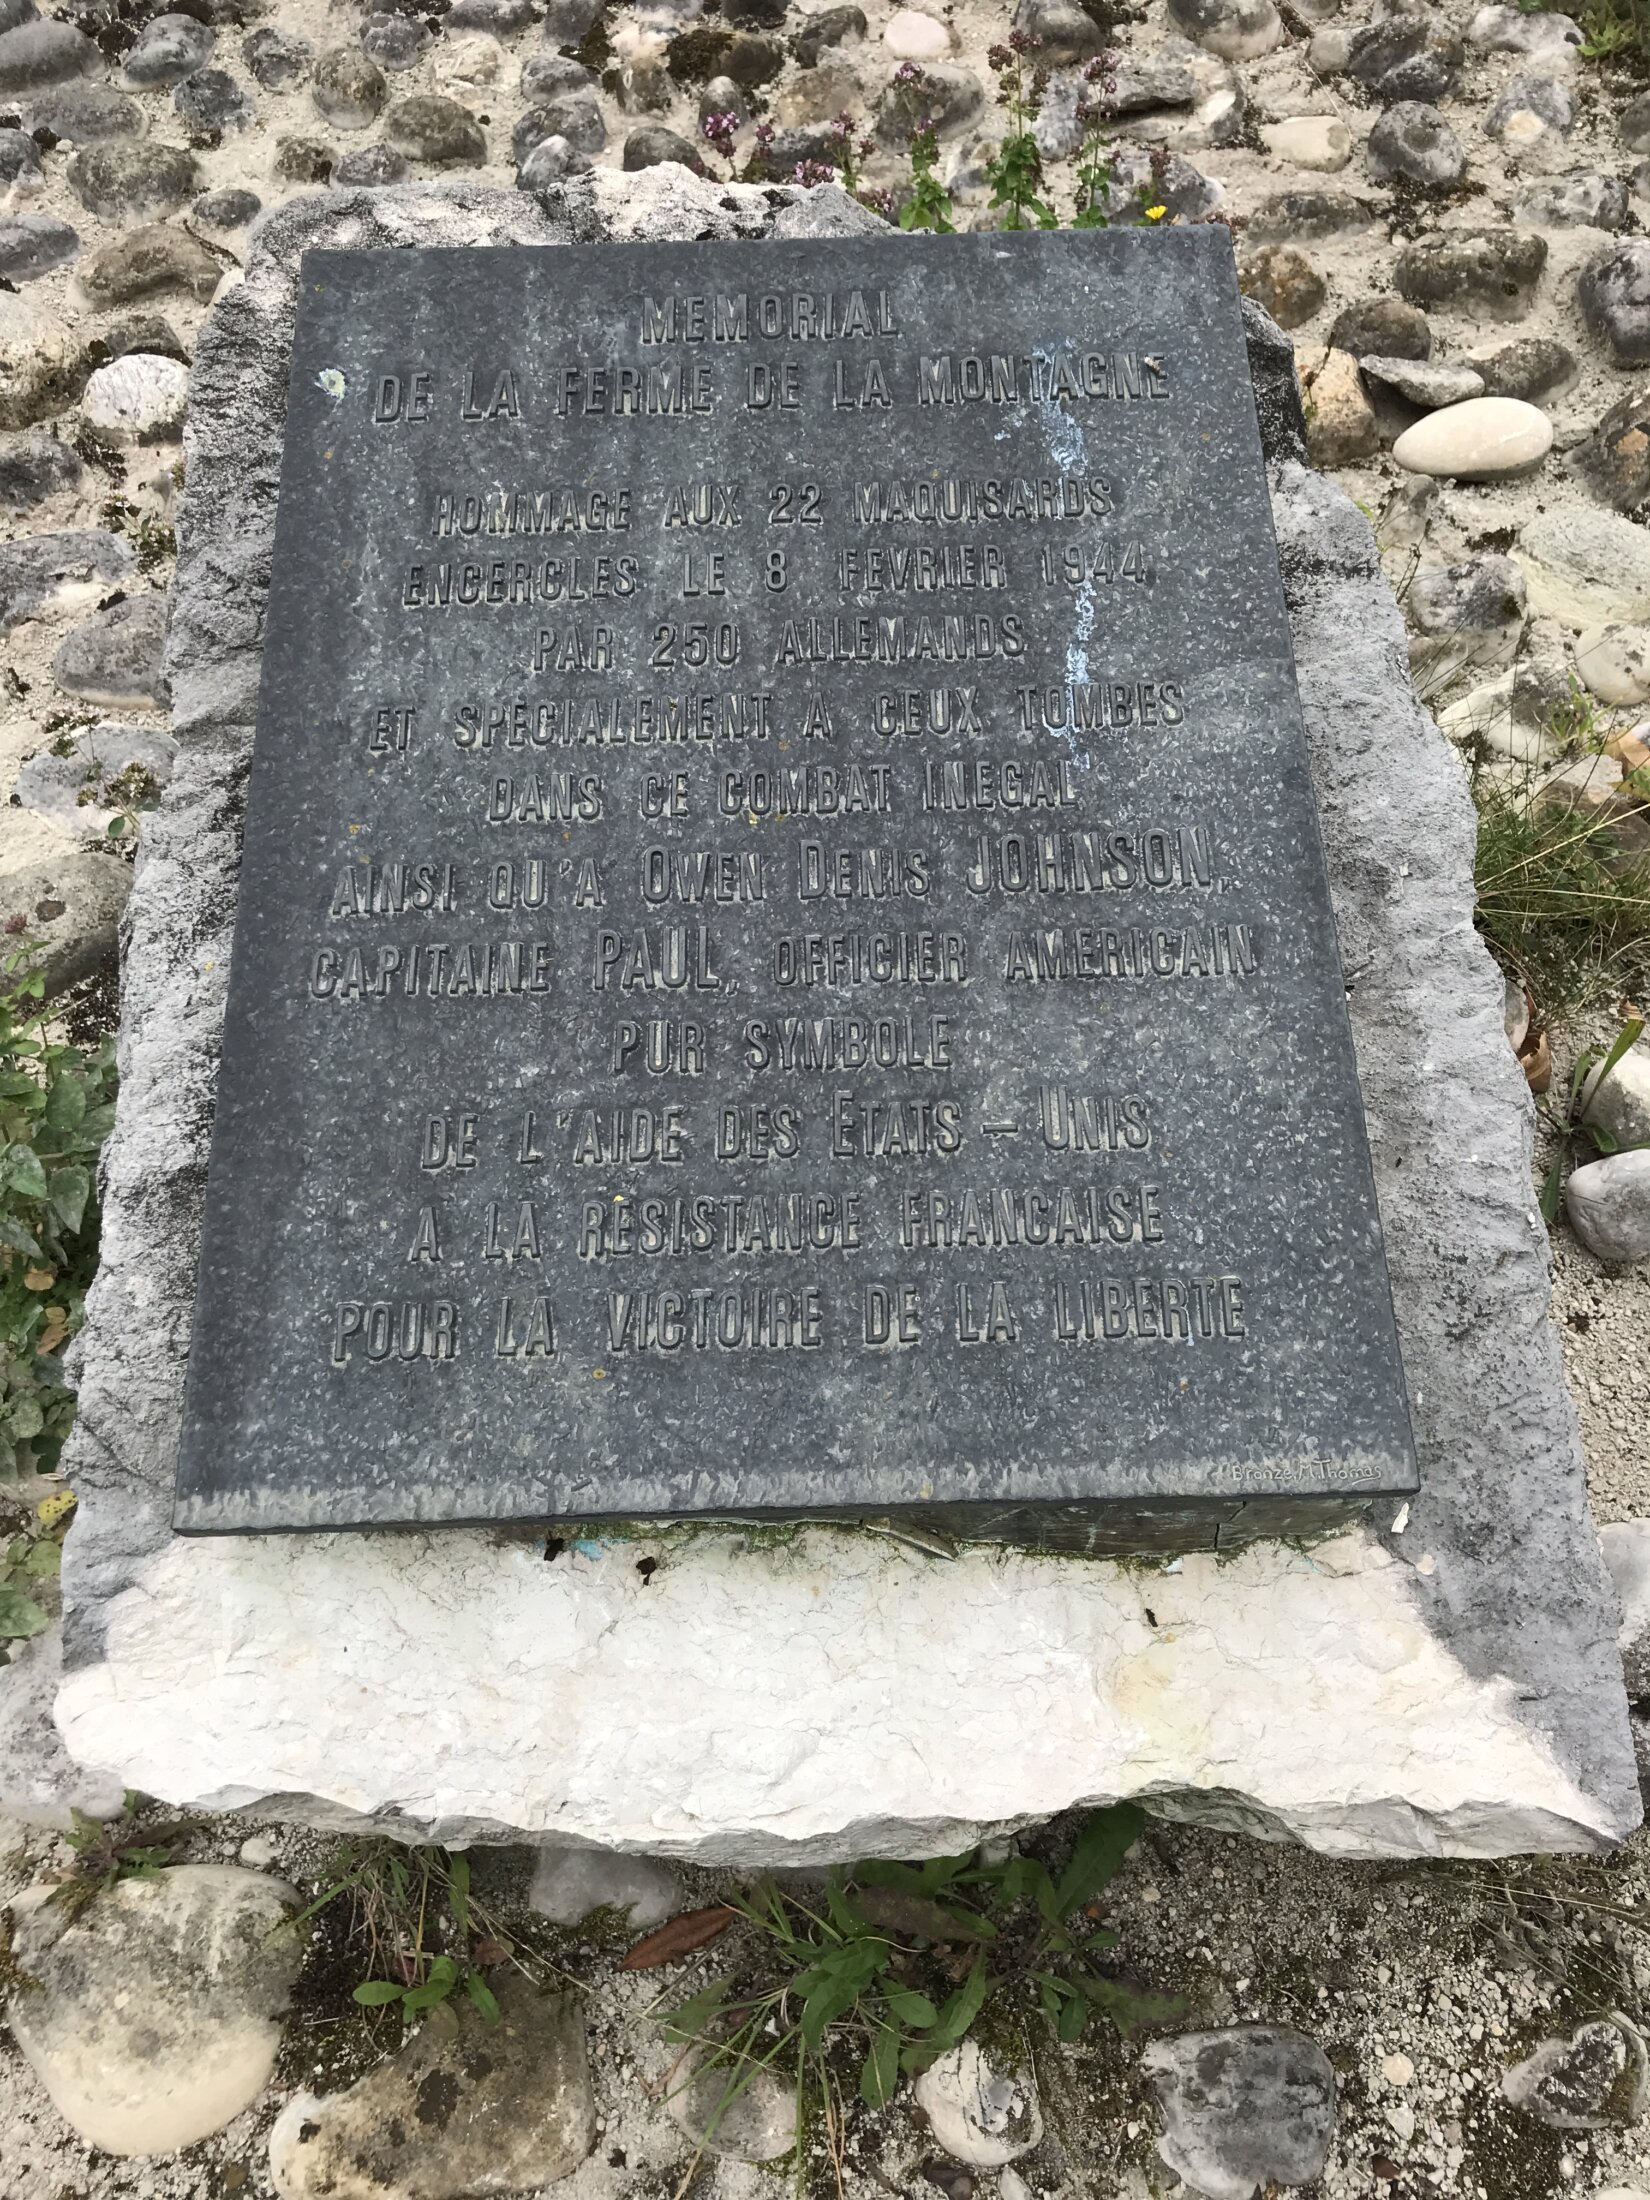 MEMORIAL
DE LA FERME DE LA MONTAGNE
HOMMAGE AUX 22 MAQUISARDS
ENCERCLES LE 8 FEVRIER 1944
PAR 250 ALLEMANDS
ET SPECIALEMENT A CEUX TOMBES
DANS CE COMBAT INEGAL
AINSI QU'A OWEN DENIS JOHNSON,
CAPITAINE PAUL, OFFICIER AMERICAIN
PUR SYMBOLE
DE L'AIDE DES ETATS - UNIS
A LA RESISTANCE FRANCAISE
POUR LA VICTOIRE DE LA LIBERTE
Bronze.M.Thomas